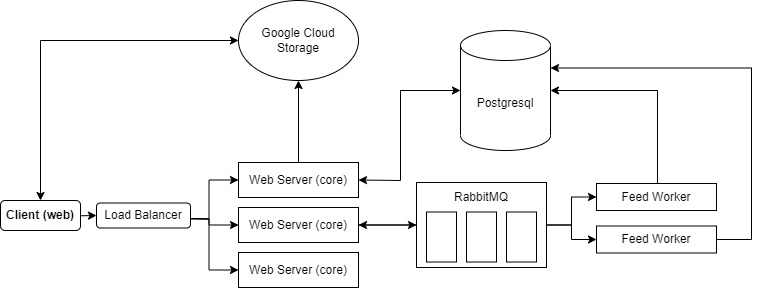 Google Cloud
Storage
Postgresql
Web Server (core)
RabbitMQ
Feed Worker
Client (web)
Load Balancer
Web Server (core)
Feed Worker
Web Server (core)